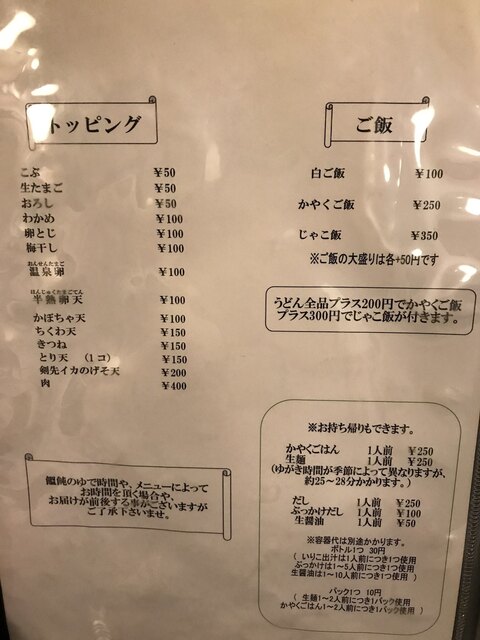 トッピング
こぶ ¥50
生たまご ¥50
おろし ¥50
わかめ ¥100
卵とじ ¥100
梅干し ¥100
おんせんたまご
温泉卵 ¥100
はんじゅくたまごてん
半熟卵天 ¥100
かぼちゃ天 ¥100
ちくわ天 ¥150
きつね ¥150
とり天 (1コ) ¥150
剣先イカのげそ天 ¥200
肉 ¥400
饂飩のゆで時間や、メニューによって
お時間を頂く場合や、
お届けが前後する事がございますが
ご了承下さいませ。
ご飯
白ご飯 ¥100
かやくご飯 ¥250
じゃこ飯 ¥350
※ご飯の大盛りは各+50円です
うどん全品プラス200円でかやくご飯
プラス300円でじゃこ飯が付きます。
※お持ち帰りもできます。
かやくごはん 1人前 ¥250
生麺 1人前 ¥250
(ゆがき時間が季節によって異なりますが、
約25~28分かかります。)
だし 1人前 ¥250
ぶっかけだし 1人前 ¥100
生醤油 1人前 ¥50
※容器代は別途かかります。
ボトル1つ 30円
( いりこ出汁は1人前につき1つ使用
ぶっかけは1~5人前につき1つ使用
生醤油は1~10人前につき1つ使用 )
パック1つ 10円
( 生麺1~2人前につき1パック使用
かやくごはん1~2人前につき1パック使用 )